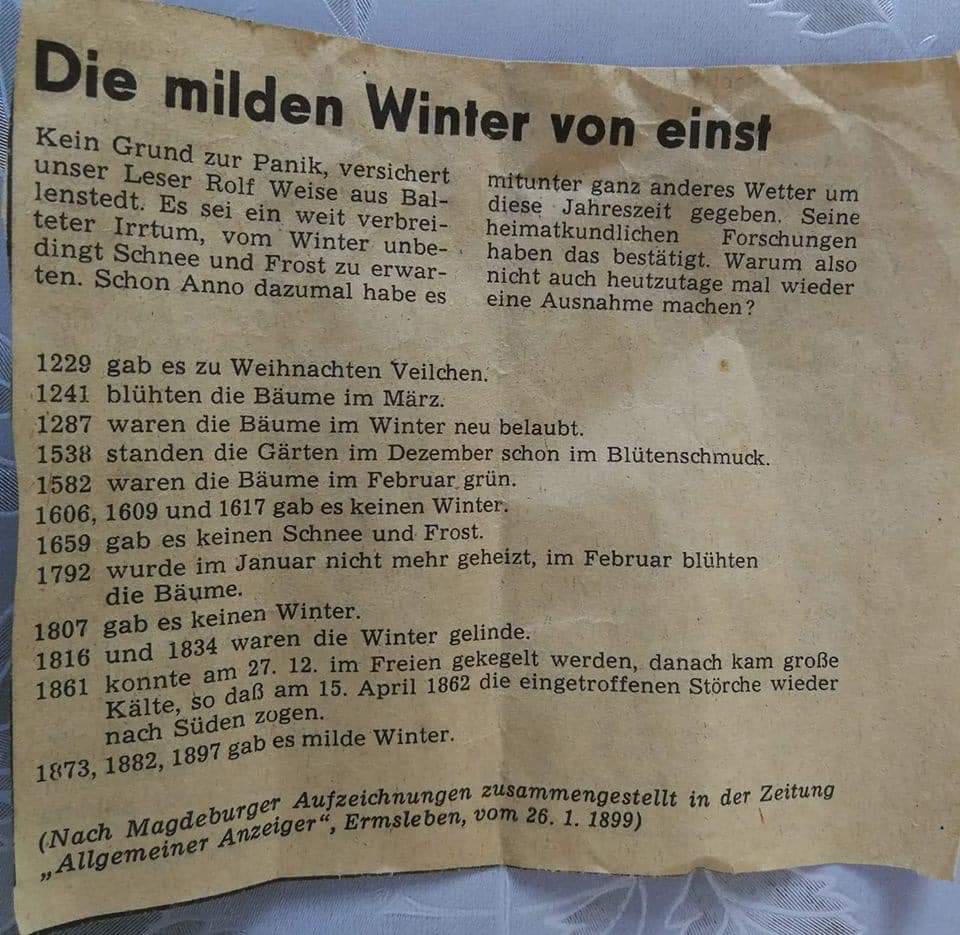 Die milden Winter von einst
Kein Grund zur Panik, versichert
unser Leser Rolf Weise aus Bal-
lenstedt. Es sei ein weit verbrei-
teter Irrtum, vom Winter unbe-
dingt Schnee und Frost zu erwar-
ten. Schon Anno dazumal habe es
mitunter ganz anderes Wetter um
diese Jahreszeit gegeben. Seine
heimatkundlichen Forschungen
haben das bestätigt. Warum also
nicht auch heutzutage mal wieder
eine Ausnahme machen?
1229 gab es zu Weihnachten Veilchen.
1241 blühten die Bäume im März.
1287 waren die Bäume im Winter neu belaubt.
1538 standen die Gärten im Dezember schon im Blütenschmuck.
1582 waren die Bäume im Februar grün.
1606, 1609 und 1617 gab es keinen Winter.
1659 gab es keinen Schnee und Frost.
1792 wurde im Januar nicht mehr geheizt, im Februar blühten
die Bäume.
1807 gab es keinen Winter.
1816 und 1834 waren die Winter gelinde.
1861 konnte am 27. 12. im Freien gekegelt werden, danach kam große
Kälte, so daß am 15. April 1862 die eingetroffenen Störche wieder
nach Süden zogen.
1873, 1882, 1897 gab es milde Winter.
(Nach Magdeburger Aufzeichnungen zusammengestellt in der Zeitung
„Allgemeiner Anzeiger“, Ermsleben, vom 26. 1. 1899)